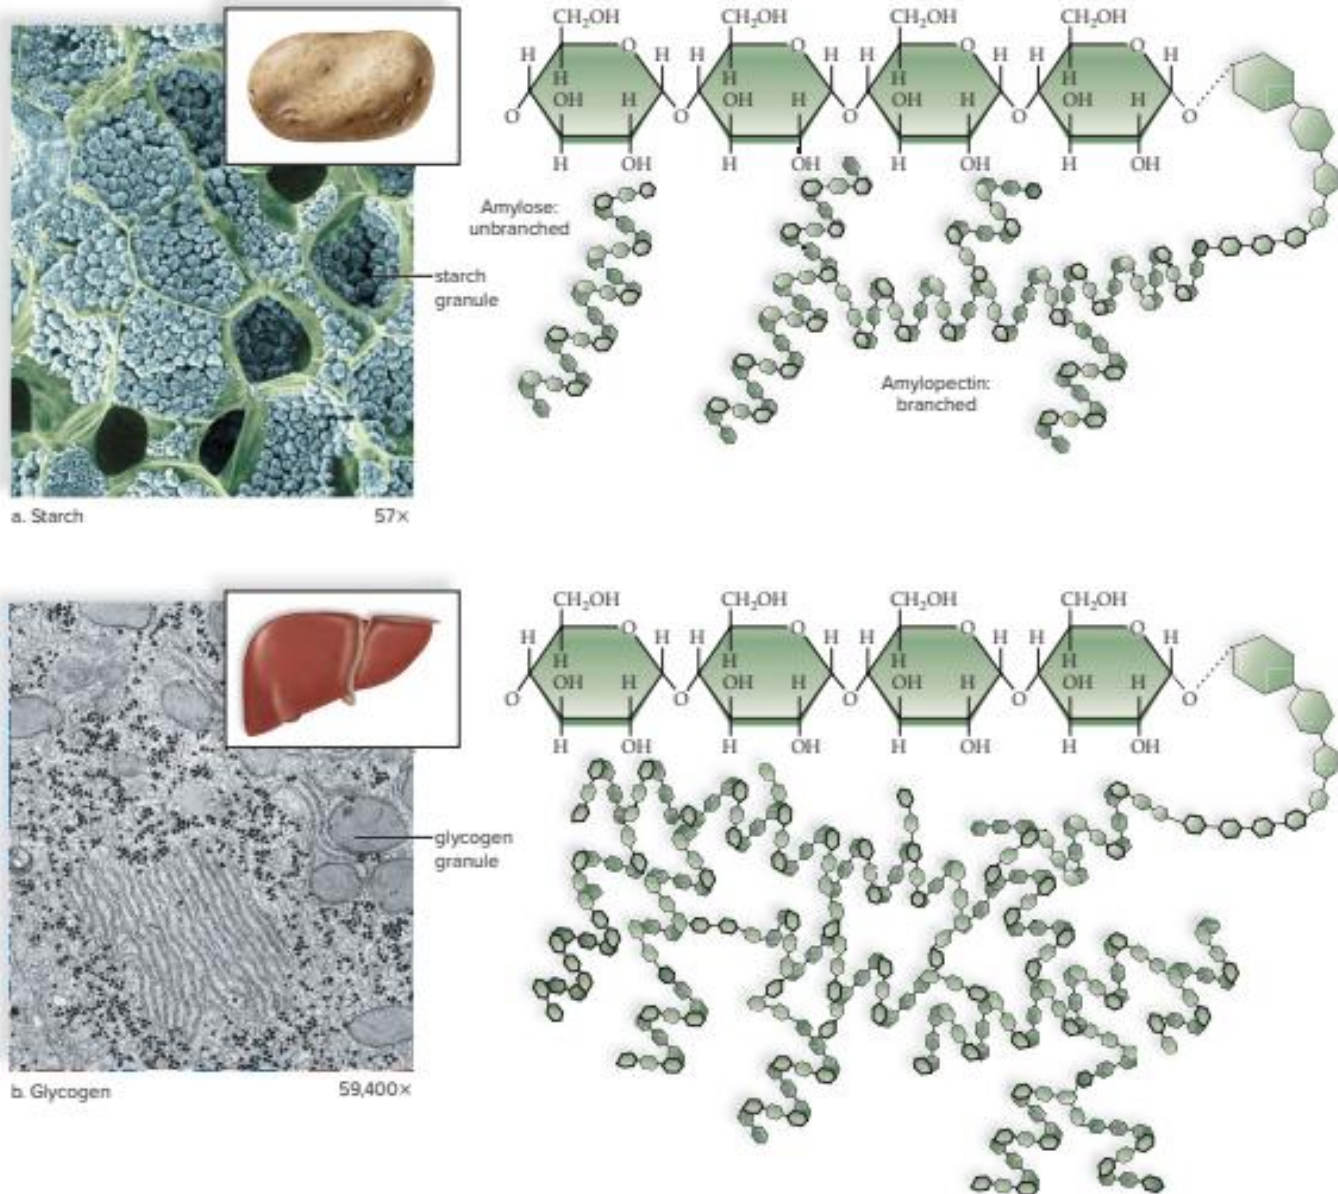 CH₂OH CH₂OH CH₂OH CH₂OH
O O O O
H H H H H H H H
H H H H
OH H OH H OH H OH H
O O O O O
H OH H OH H OH H OH
Amylose:
unbranched
starch
granule
Amylopectin:
branched
a. Starch 57×
CH₂OH CH₂OH CH₂OH CH₂OH
O O O O
H H H H H H H H
H H H H
OH H OH H OH H OH H
O O O O O
H OH H OH H OH H OH
glycogen
granule
b. Glycogen 59,400×